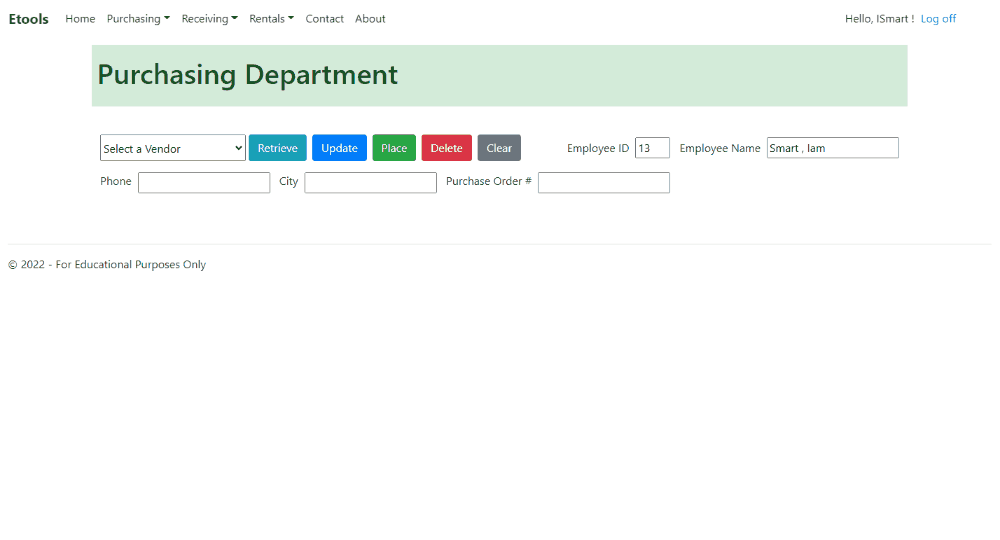 Etools Home Purchasing Receiving Rentals Contact About Hello, ISmart ! Log off
Purchasing Department
Select a Vendor Retrieve Update Place Delete Clear Employee ID 13 Employee Name Smart , Iam
Phone City Purchase Order #
© 2022 - For Educational Purposes Only